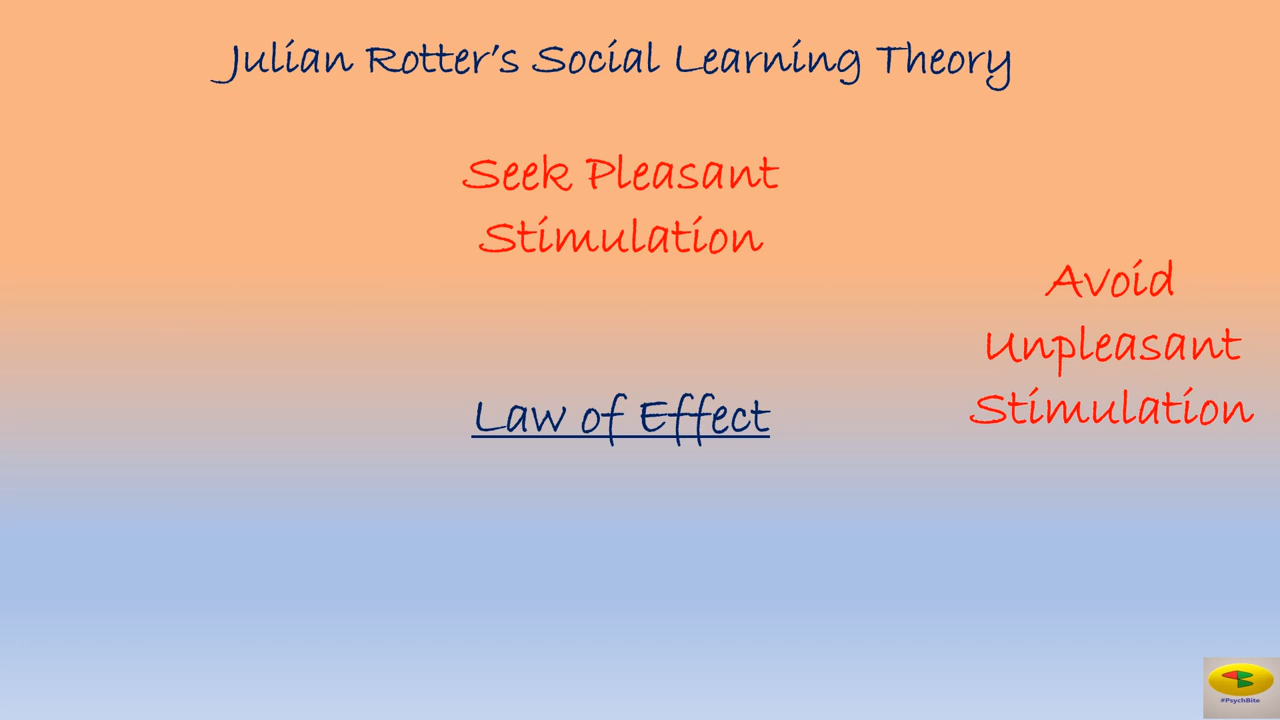 Julian Rotter's Social Learning Theory
Seek Pleasant
Stimulation
Avoid
Unpleasant
Stimulation
Law of Effect
#PsychBite